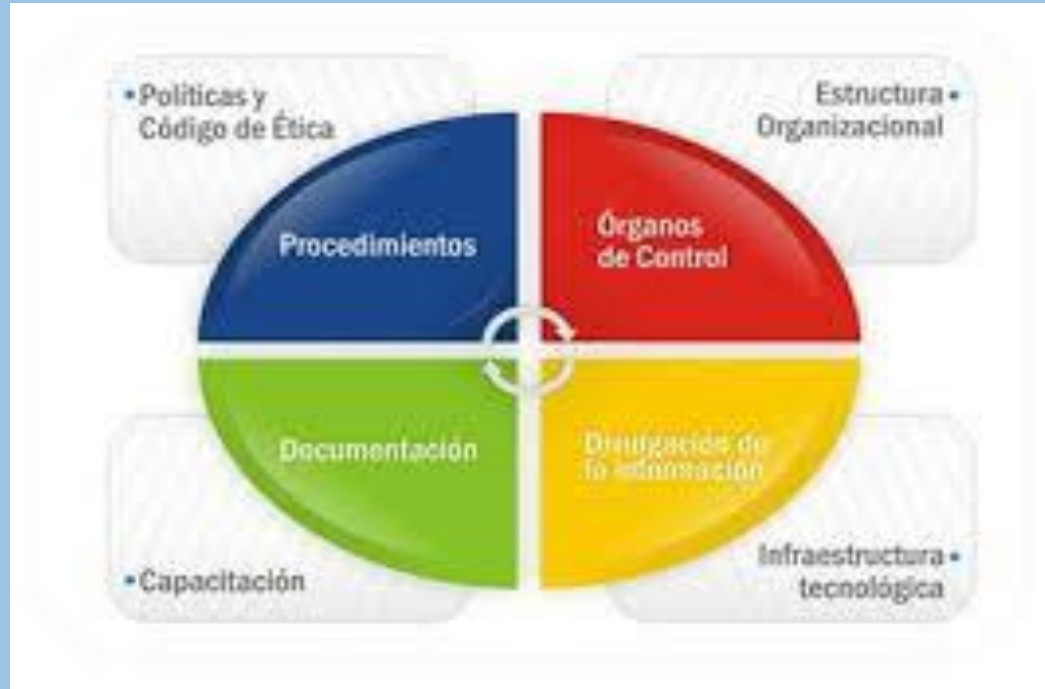 • Políticas y
Código de Ética
Estructura •
Organizacional
Procedimientos
Órganos
de Control
Documentación
Divulgación de
la información
• Capacitación
Infraestructura •
tecnológica